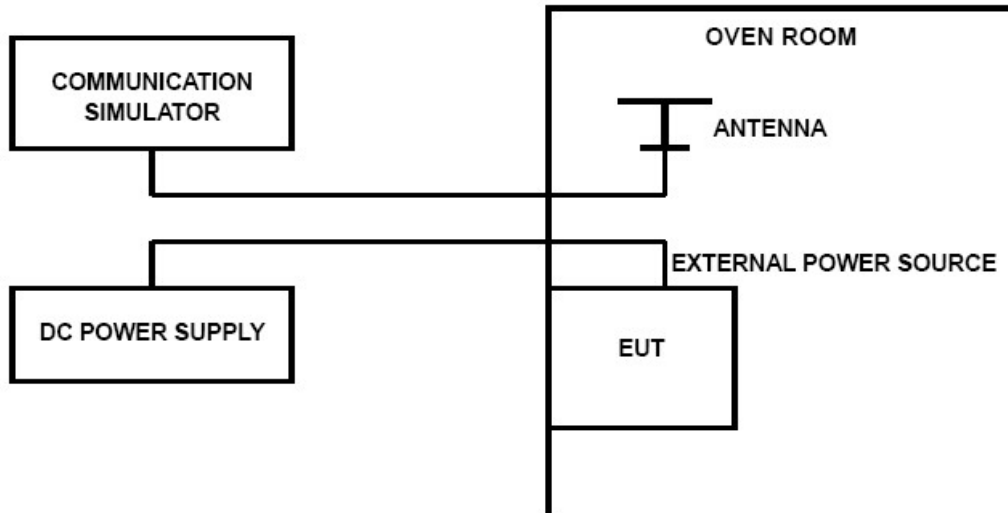 OVEN ROOM
COMMUNICATION
SIMULATOR
ANTENNA
EXTERNAL POWER SOURCE
DC POWER SUPPLY
EUT